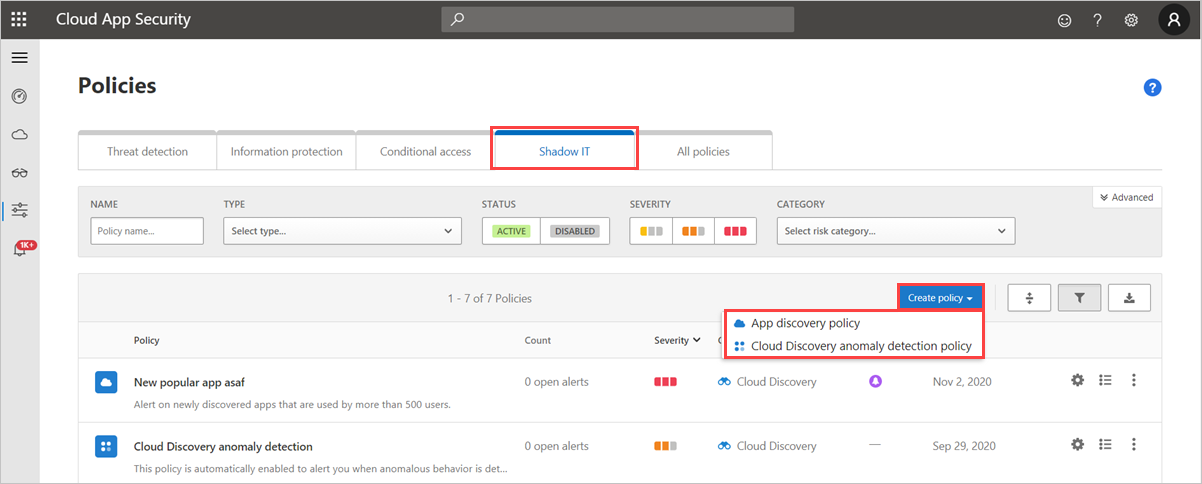 Cloud App Security
?
Policies
?
Threat detection
Information protection
Conditional access
Shadow IT
All policies
Advanced
NAME
TYPE
STATUS
SEVERITY
CATEGORY
Policy name...
Select type...
ACTIVE
DISABLED
Select risk category...
1K+
1 - 7 of 7 Policies
Create policy
App discovery policy
Cloud Discovery anomaly detection policy
Policy
Count
Severity
C
New popular app asaf
0 open alerts
Cloud Discovery
Nov 2, 2020
Alert on newly discovered apps that are used by more than 500 users.
Cloud Discovery anomaly detection
0 open alerts
Cloud Discovery
—
Sep 29, 2020
This policy is automatically enabled to alert you when anomalous behavior is det...